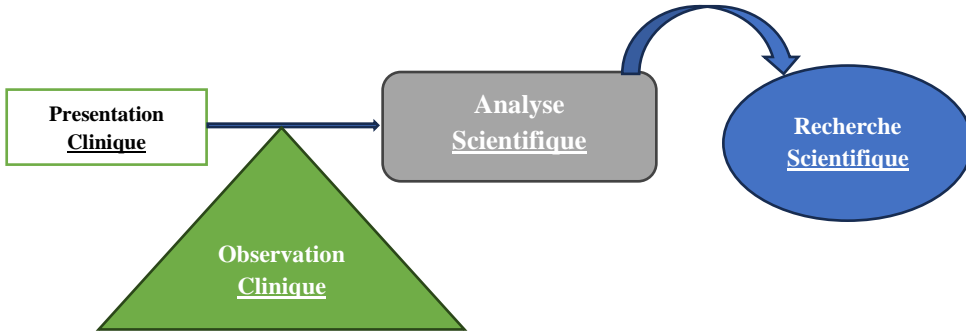 Presentation
Clinique
Analyse
Scientifique
Recherche
Scientifique
Observation
Clinique